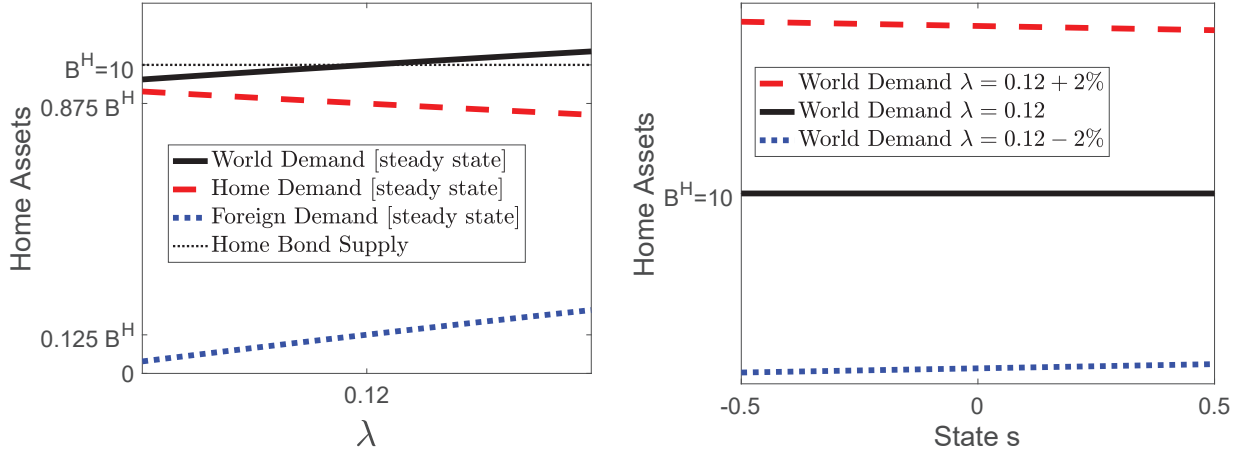 Home Assets
B^H=10
0.875 B^H
0.125 B^H
0
World Demand [steady state]
Home Demand [steady state]
Foreign Demand [steady state]
Home Bond Supply
0.12
λ
Home Assets
B^H=10
World Demand λ = 0.12 + 2%
World Demand λ = 0.12
World Demand λ = 0.12 − 2%
-0.5
0
0.5
State s